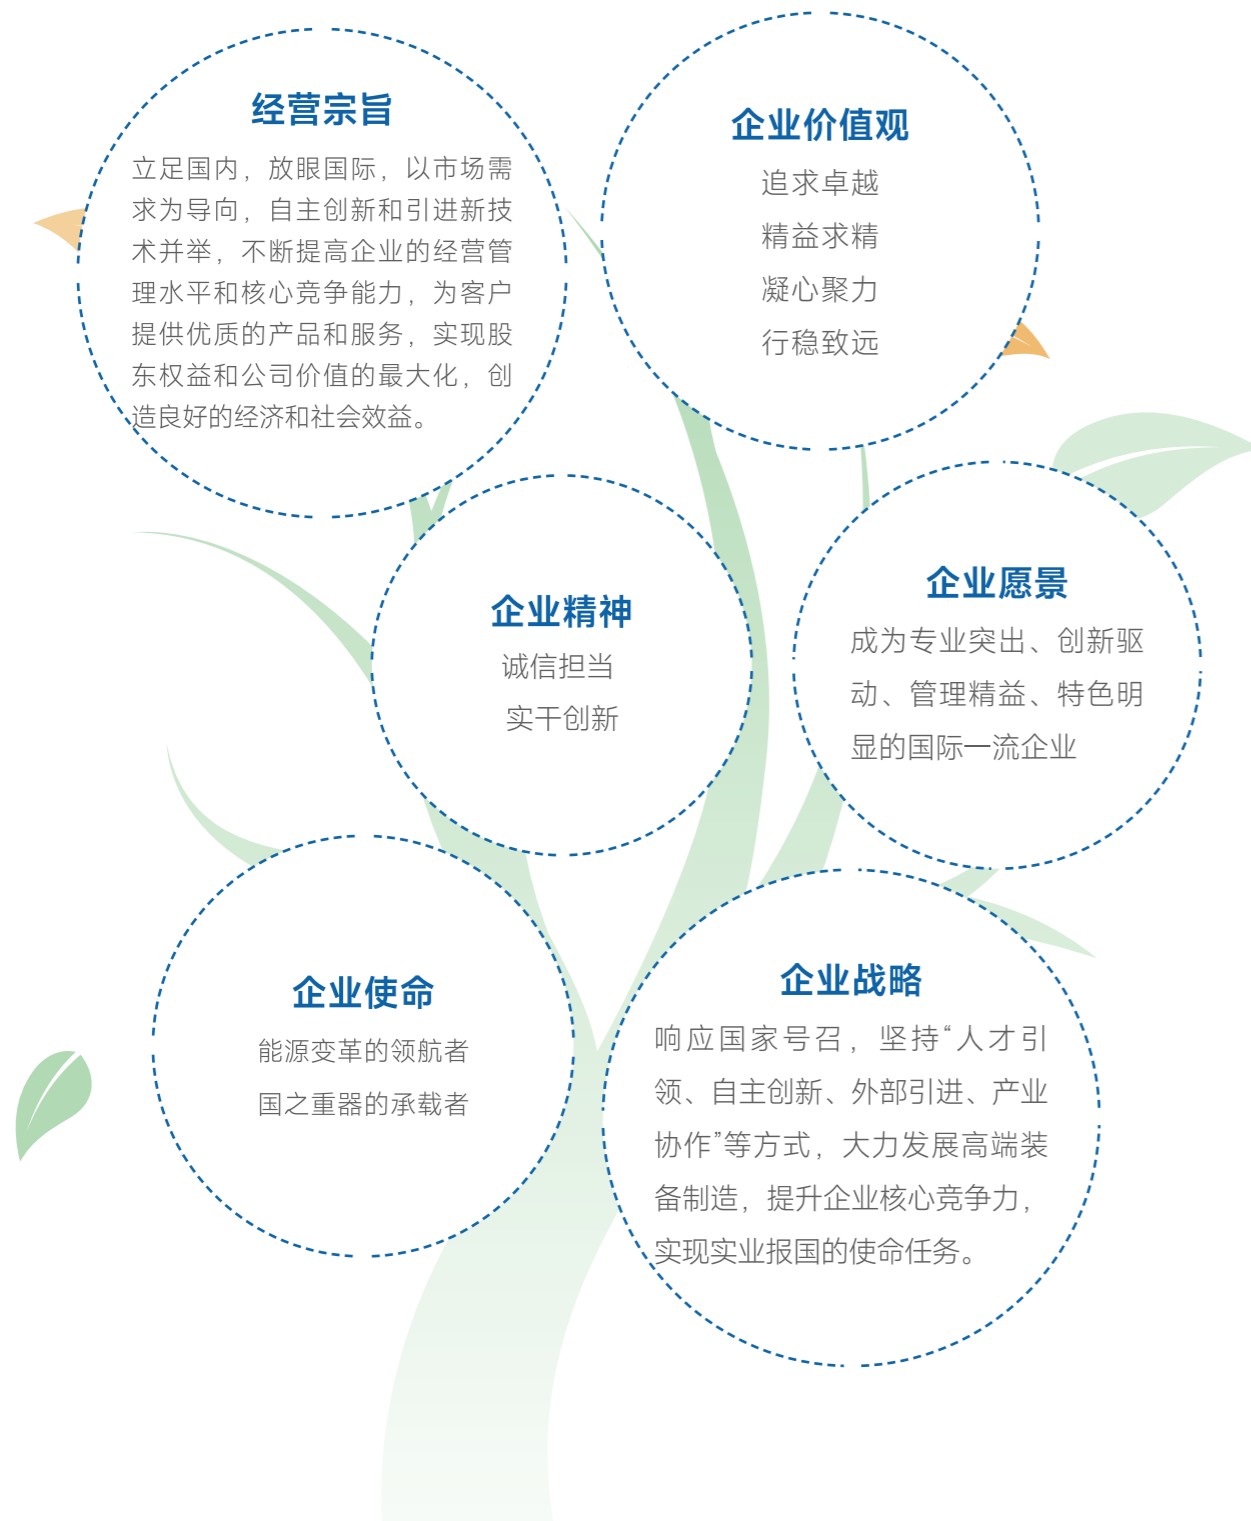 经营宗旨
立足国内，放眼国际，以市场需
求为导向，自主创新和引进新技
术并举，不断提高企业的经营管
理水平和核心竞争能力，为客户
提供优质的产品和服务，实现股
东权益和公司价值的最大化，创
造良好的经济和社会效益。
企业价值观
追求卓越
精益求精
凝心聚力
行稳致远
企业精神
诚信担当
实干创新
企业愿景
成为专业突出、创新驱
动、管理精益、特色明
显的国际一流企业
企业使命
能源变革的领航者
国之重器的承载者
企业战略
响应国家号召，坚持“人才引
领、自主创新、外部引进、产业
协作”等方式，大力发展高端装
备制造，提升企业核心竞争力，
实现实业报国的使命任务。